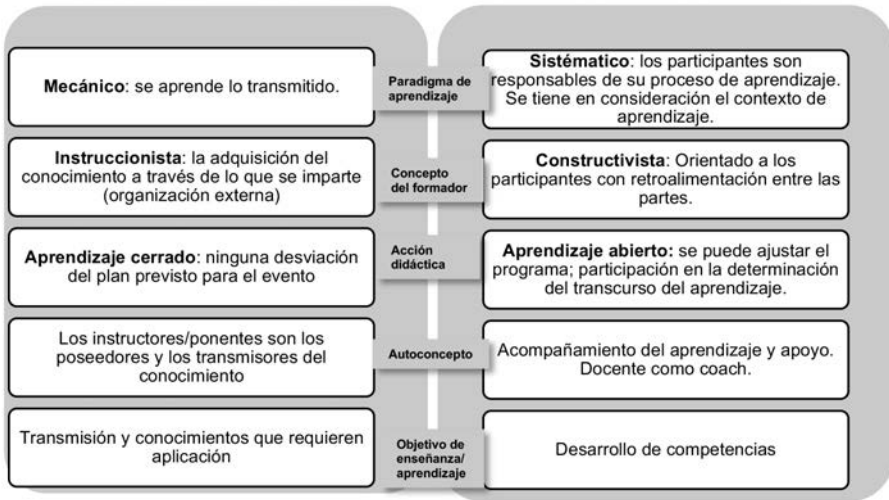 Mecánico: se aprende lo transmitido.
Paradigma de
aprendizaje
Sistématico: los participantes son
responsables de su proceso de aprendizaje.
Se tiene en consideración el contexto de
aprendizaje.
Instruccionista: la adquisición del
conocimiento a través de lo que se imparte
(organización externa)
Concepto
del formador
Constructivista: Orientado a los
participantes con retroalimentación entre las
partes.
Aprendizaje cerrado: ninguna desviación
del plan previsto para el evento
Acción
didáctica
Aprendizaje abierto: se puede ajustar el
programa; participación en la determinación
del transcurso del aprendizaje.
Los instructores/ponentes son los
poseedores y los transmisores del
conocimiento
Autoconcepto
Acompañamiento del aprendizaje y apoyo.
Docente como coach.
Transmisión y conocimientos que requieren
aplicación
Objetivo de
enseñanza/
aprendizaje
Desarrollo de competencias